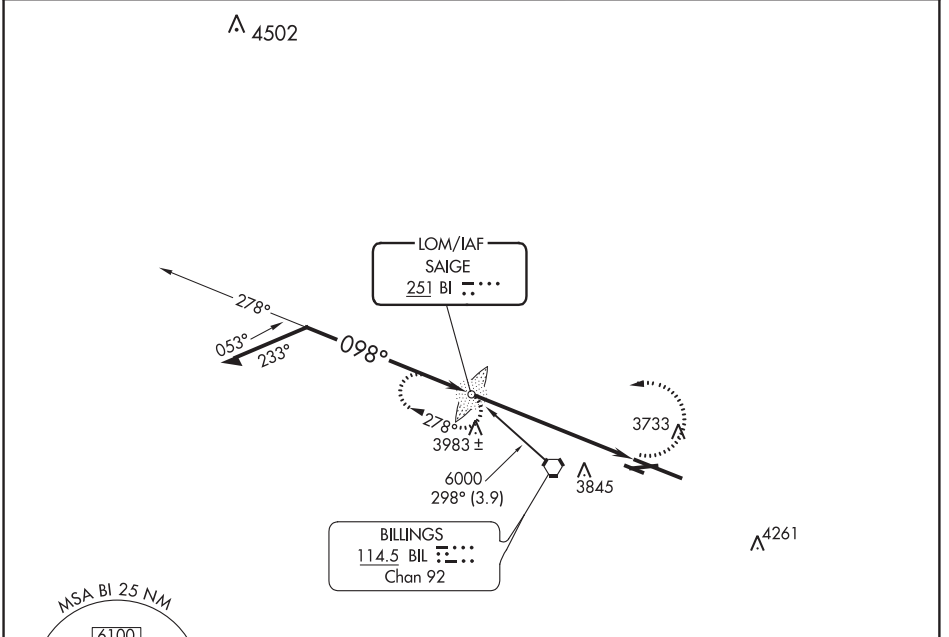 4502
LOM/IAF
SAIGE
251 BI
278°
053°
233°
098°
278°
3983 ±
3733
6000
298° (3.9)
3845
BILLINGS
114.5 BIL
Chan 92
4261
MSA BI 25 NM
6100